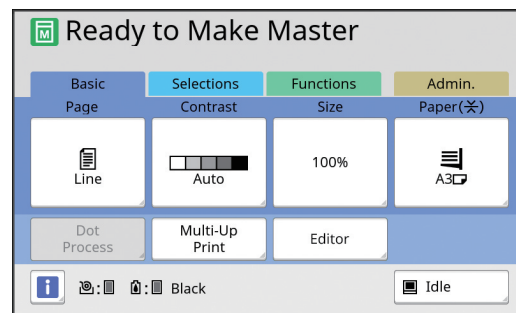 Ready to Make Master
Basic Selections Functions Admin.
Page Contrast Size Paper(⚹)
Line Auto 100% A3
Dot Process Multi-Up Print Editor
i : : Black Idle